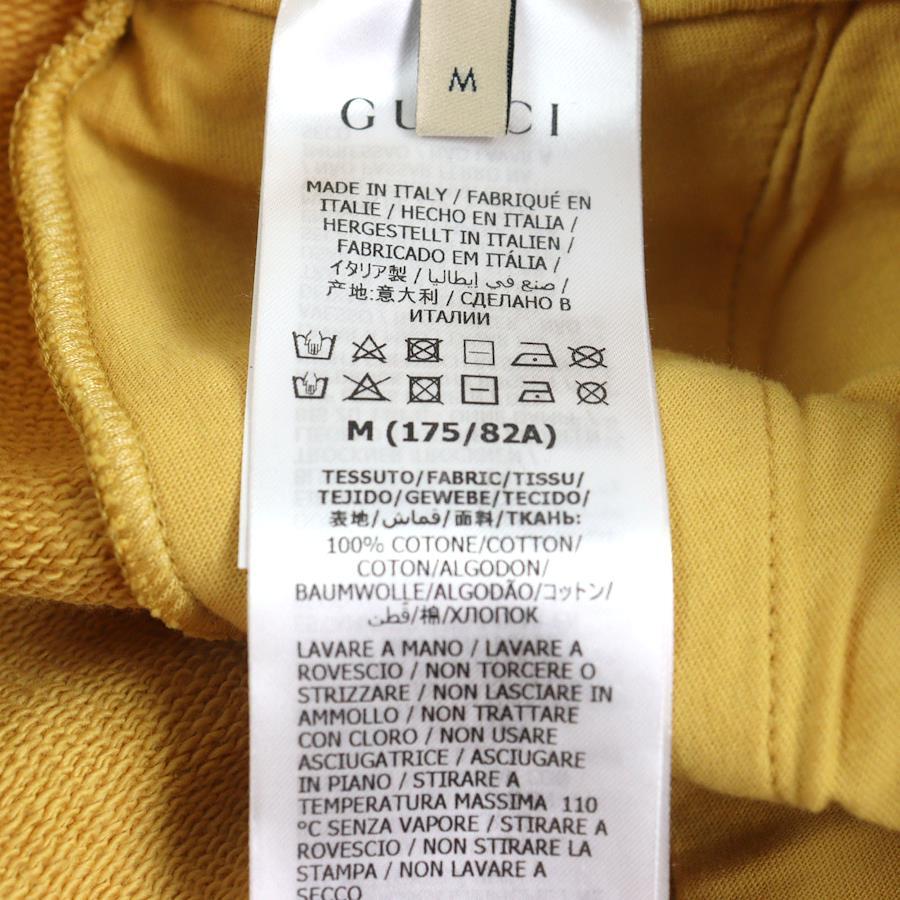 M
GUCCI
MADE IN ITALY / FABRIQUÉ EN
ITALIE / HECHO EN ITALIA /
HERGESTELLT IN ITALIEN /
FABRICADO EM ITÁLIA /
イタリア製 / صنع في إيطاليا /
产地:意大利 / СДЕЛАНО В
ИТАЛИИ
M (175/82A)
TESSUTO/FABRIC/TISSU/
TEJIDO/GEWEBE/TECIDO/
表地/قماش/面料/ТКАНЬ:
100% COTONE/COTTON/
COTON/ALGODON/
BAUMWOLLE/ALGODÃO/コットン/
قطن/棉/ХЛОПОК
LAVARE A MANO / LAVARE A
ROVESCIO / NON TORCERE O
STRIZZARE / NON LASCIARE IN
AMMOLLO / NON TRATTARE
CON CLORO / NON USARE
ASCIUGATRICE / ASCIUGARE
IN PIANO / STIRARE A
TEMPERATURA MASSIMA 110
°C SENZA VAPORE / STIRARE A
ROVESCIO / NON STIRARE LA
STAMPA / NON LAVARE A
SECCO